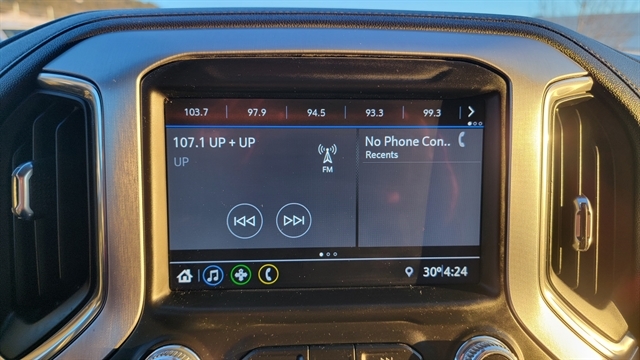 103.7 97.9 94.5 93.3 99.3
107.1 UP + UP
UP
FM
No Phone Con..
Recents
30° 4:24